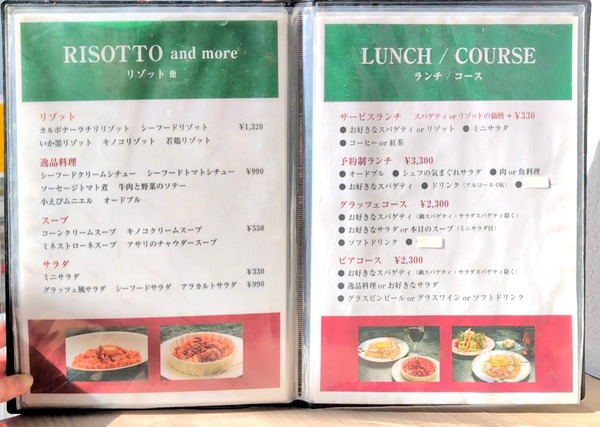 RISOTTO and more
リゾット 他
リゾット
カルボナーラチリリゾット シーフードリゾット ¥1,320
いか墨リゾット キノコリゾット 若鶏リゾット
逸品料理
シーフードクリームシチュー シーフードトマトシチュー ¥990
ソーセージトマト煮 牛肉と野菜のソテー
小えびムニエル オードブル
スープ
コーンクリームスープ キノコクリームスープ ¥550
ミネストローネスープ アサリのチャウダースープ
サラダ
ミニサラダ ¥330
グラッツェ風サラダ シーフードサラダ アラカルトサラダ ¥990
LUNCH / COURSE
ランチ / コース
サービスランチ スパゲティ or リゾットの価格 + ¥330
● お好きなスパゲティ or リゾット ● ミニサラダ
● コーヒー or 紅茶
予約制ランチ ¥3,300
● オードブル ● シェフの気まぐれサラダ ● 肉 or 魚料理
● お好きなスパゲティ ● ドリンク (アルコールOK) ●
グラッツェコース ¥2,300
● お好きなスパゲティ (鍋スパゲティ・サラダスパゲティ除く)
● お好きなサラダ or 本日のスープ (ミニサラダ付)
● ソフトドリンク ●
ビアコース ¥2,300
● お好きなスパゲティ (鍋スパゲティ・サラダスパゲティ除く)
● 逸品料理 or お好きなサラダ
● グラスビンビール or グラスワイン or ソフトドリンク